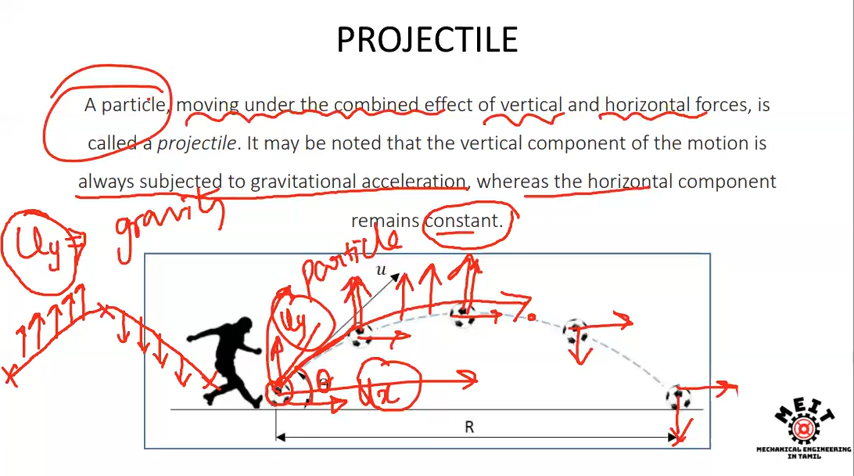 PROJECTILE
A particle, moving under the combined effect of vertical and horizontal forces, is
called a projectile. It may be noted that the vertical component of the motion is
always subjected to gravitational acceleration, whereas the horizontal component
remains constant.
uy = gravity
particle
u
uy
θ
ux
R
MEIT
MECHANICAL ENGINEERING
IN TAMIL